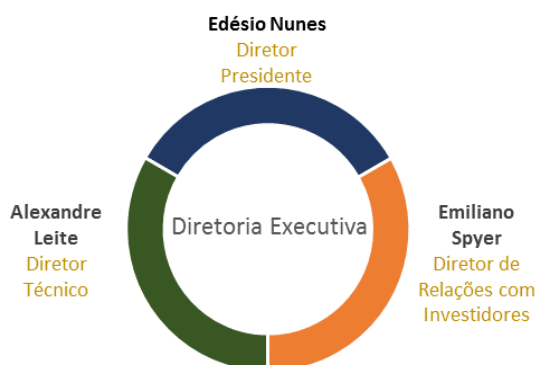 Edésio Nunes
Diretor
Presidente
Alexandre
Leite
Diretor
Técnico
Diretoria Executiva
Emiliano
Spyer
Diretor de
Relações com
Investidores